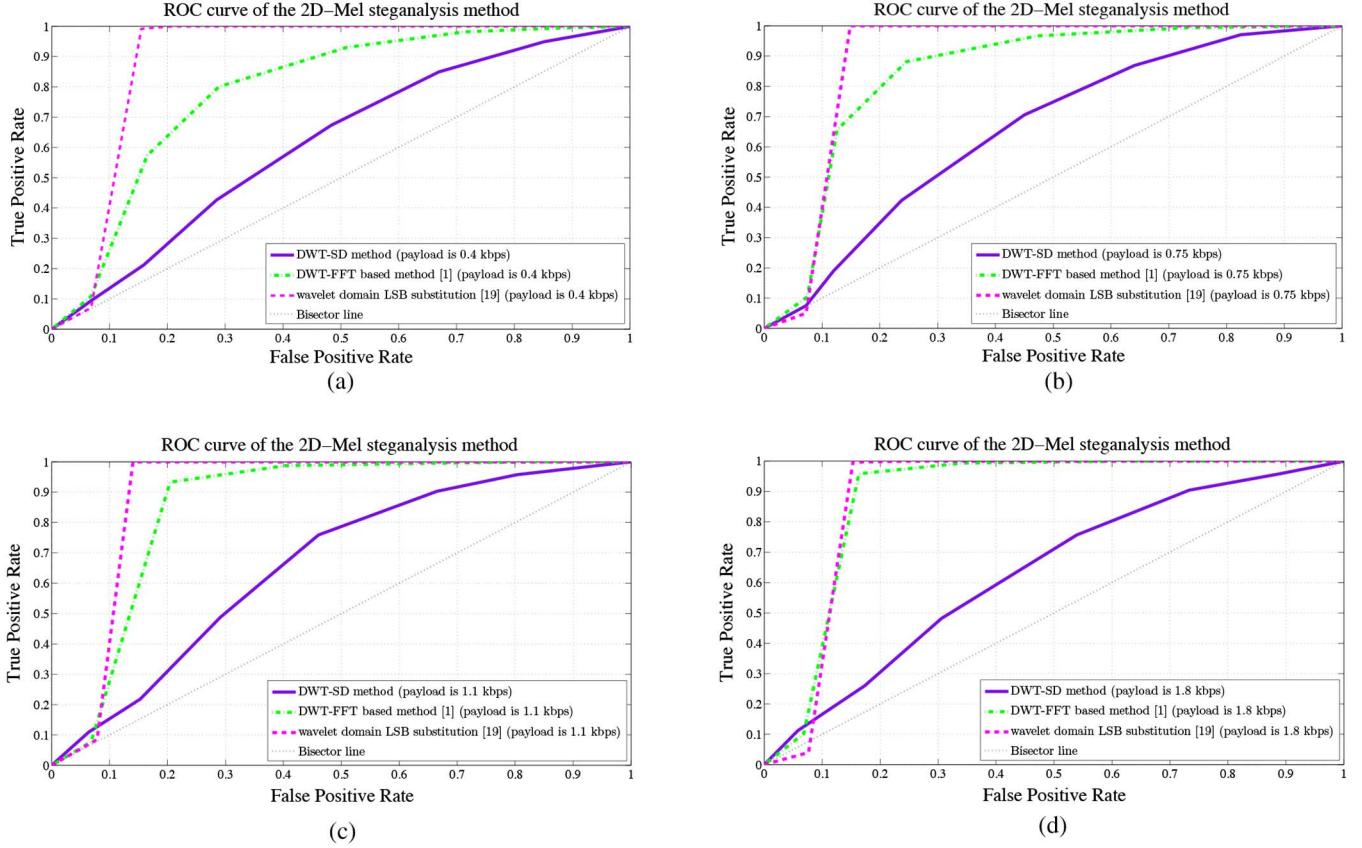 ROC curve of the 2D–Mel steganalysis method
1
0.9
0.8
0.7
0.6
0.5
0.4
0.3
0.2
0.1
0
True Positive Rate
DWT-SD method (payload is 0.4 kbps)
DWT-FFT based method [1] (payload is 0.4 kbps)
wavelet domain LSB substitution [19] (payload is 0.4 kbps)
Bisector line
0 0.1 0.2 0.3 0.4 0.5 0.6 0.7 0.8 0.9 1
False Positive Rate
(a)
ROC curve of the 2D–Mel steganalysis method
1
0.9
0.8
0.7
0.6
0.5
0.4
0.3
0.2
0.1
0
True Positive Rate
DWT-SD method (payload is 0.75 kbps)
DWT-FFT based method [1] (payload is 0.75 kbps)
wavelet domain LSB substitution [19] (payload is 0.75 kbps)
Bisector line
0 0.1 0.2 0.3 0.4 0.5 0.6 0.7 0.8 0.9 1
False Positive Rate
(b)
ROC curve of the 2D–Mel steganalysis method
1
0.9
0.8
0.7
0.6
0.5
0.4
0.3
0.2
0.1
0
True Positive Rate
DWT-SD method (payload is 1.1 kbps)
DWT-FFT based method [1] (payload is 1.1 kbps)
wavelet domain LSB substitution [19] (payload is 1.1 kbps)
Bisector line
0 0.1 0.2 0.3 0.4 0.5 0.6 0.7 0.8 0.9 1
False Positive Rate
(c)
ROC curve of the 2D–Mel steganalysis method
1
0.9
0.8
0.7
0.6
0.5
0.4
0.3
0.2
0.1
0
True Positive Rate
DWT-SD method (payload is 1.8 kbps)
DWT-FFT based method [1] (payload is 1.8 kbps)
wavelet domain LSB substitution [19] (payload is 1.8 kbps)
Bisector line
0 0.1 0.2 0.3 0.4 0.5 0.6 0.7 0.8 0.9 1
False Positive Rate
(d)